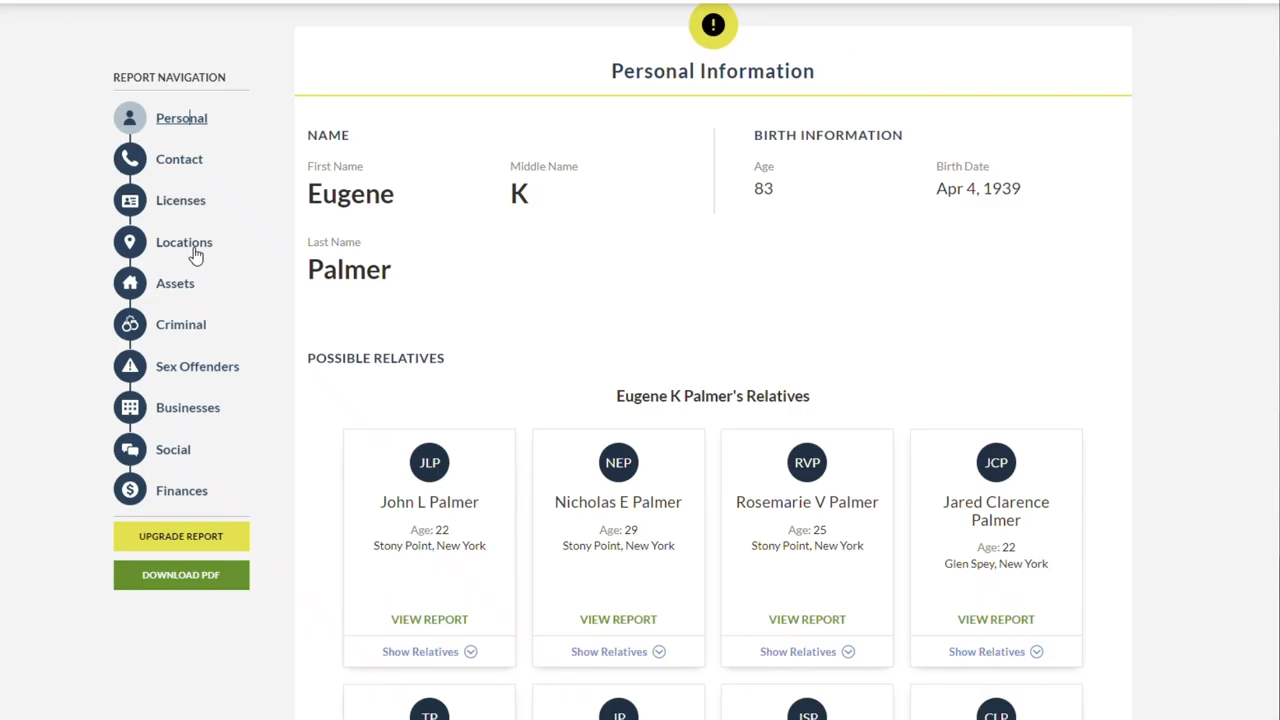 REPORT NAVIGATION
Personal
Contact
Licenses
Locations
Assets
Criminal
Sex Offenders
Businesses
Social
Finances
UPGRADE REPORT
DOWNLOAD PDF
Personal Information
NAME
First Name
Eugene
Middle Name
K
Last Name
Palmer
BIRTH INFORMATION
Age
83
Birth Date
Apr 4, 1939
POSSIBLE RELATIVES
Eugene K Palmer's Relatives
JLP
John L Palmer
Age: 22
Stony Point, New York
VIEW REPORT
Show Relatives
NEP
Nicholas E Palmer
Age: 29
Stony Point, New York
VIEW REPORT
Show Relatives
RVP
Rosemarie V Palmer
Age: 25
Stony Point, New York
VIEW REPORT
Show Relatives
JCP
Jared Clarence
Palmer
Age: 22
Glen Spey, New York
VIEW REPORT
Show Relatives
TP
JP
JSP
CLP